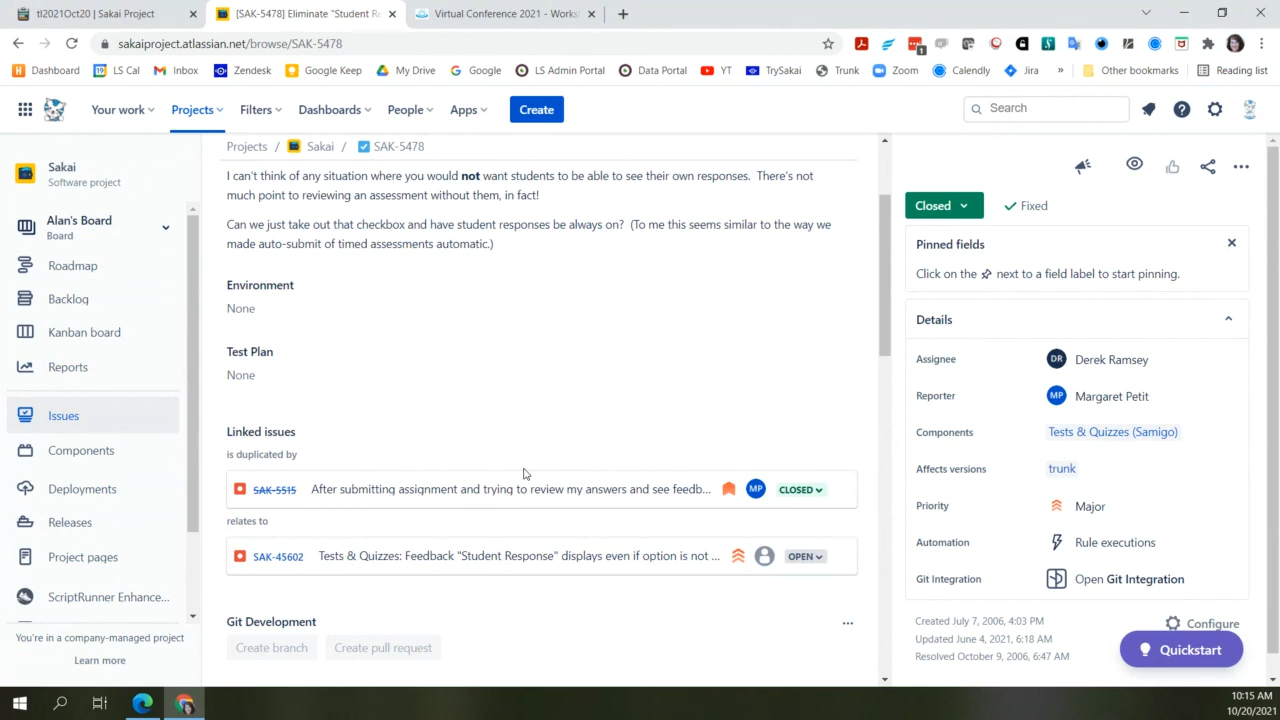 tl2021Oct20 | Sakai Project
[SAK-5478] Eliminate "Student Re
Virtual Conference 2021 - Works
sakaiproject.atlassian.net/browse/SAK-5478
1
Dashboard
LS Cal
Inbox
Zendesk
Google Keep
My Drive
Google
LS Admin Portal
Data Portal
YT
TrySakai
Trunk
Zoom
Calendly
Jira
»
Other bookmarks
Reading list
Your work
Projects
Filters
Dashboards
People
Apps
Create
Search
Sakai
Software project
Alan's Board
Board
Roadmap
Backlog
Kanban board
Reports
Issues
Components
Deployments
Releases
Project pages
ScriptRunner Enhance...
You're in a company-managed project
Learn more
Projects / Sakai / SAK-5478
I can't think of any situation where you would not want students to be able to see their own responses. There's not
much point to reviewing an assessment without them, in fact!
Can we just take out that checkbox and have student responses be always on? (To me this seems similar to the way we
made auto-submit of timed assessments automatic.)
Environment
None
Test Plan
None
Linked issues
is duplicated by
SAK-5515 After submitting assignment and trying to review my answers and see feedb... MP CLOSED
relates to
SAK-45602 Tests & Quizzes: Feedback "Student Response" displays even if option is not ... OPEN
Git Development
Create branch
Create pull request
Closed
Fixed
Pinned fields
Click on the next to a field label to start pinning.
Details
Assignee
DR Derek Ramsey
Reporter
MP Margaret Petit
Components
Tests & Quizzes (Samigo)
Affects versions
trunk
Priority
Major
Automation
Rule executions
Git Integration
Open Git Integration
Created July 7, 2006, 4:03 PM
Updated June 4, 2021, 6:18 AM
Resolved October 9, 2006, 6:47 AM
Configure
Quickstart
10:15 AM
10/20/2021